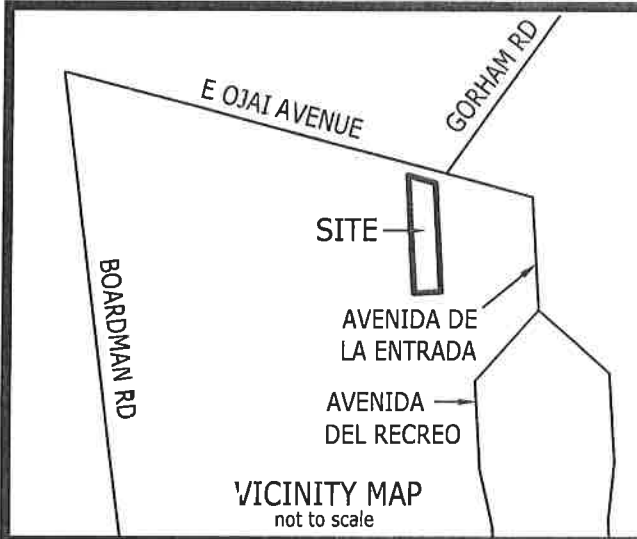 E OJAI AVENUE
GORHAM RD
SITE
BOARDMAN RD
AVENIDA DE
LA ENTRADA
AVENIDA
DEL RECREO
VICINITY MAP
not to scale